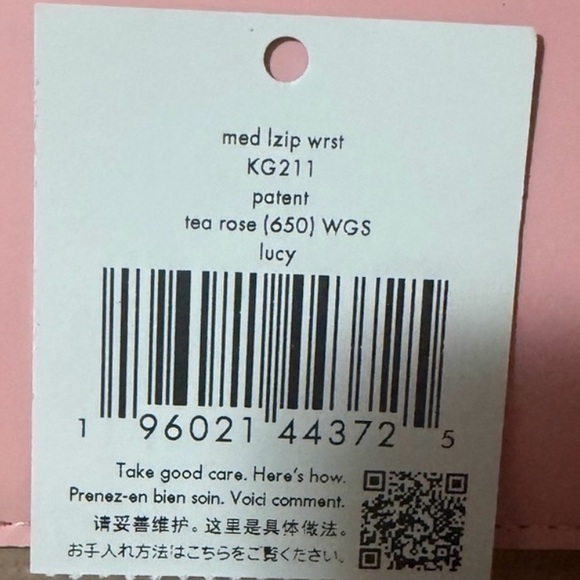 med lzip wrst
KG211
patent
tea rose (650) WGS
lucy
1 96021 44372 5
Take good care. Here's how.
Prenez-en bien soin. Voici comment.
请妥善维护。这里是具体做法。
お手入れ方法はこちらをご覧ください。